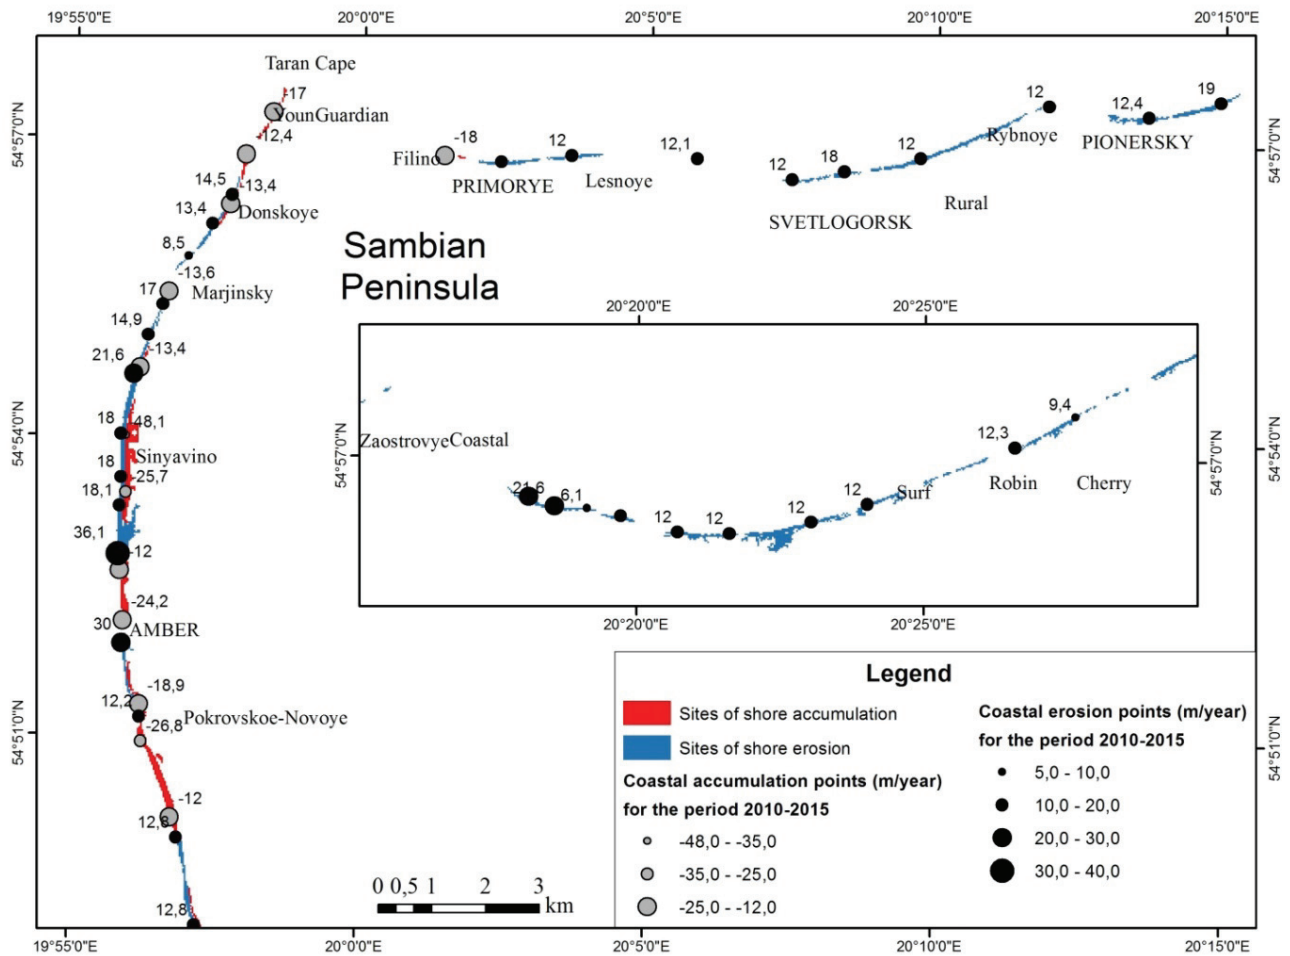 19°55'0"E 20°0'0"E 20°5'0"E 20°10'0"E 20°15'0"E
Taran Cape
-17
YounGuardian
-12,4
54°57'0"N
14,5
-13,4
13,4
Donskoye
8,5
-13,6
17
Marjinsky
14,9
-13,4
21,6
18
-48,1
54°54'0"N
Sinyavino
18
-25,7
18,1
36,1
-12
-24,2
30
AMBER
-18,9
12,2
Pokrovskoe-Novoye
-26,8
54°51'0"N
-12
12,8
12,8
Filino
-18
12
PRIMORYE
Lesnoye
12,1
12
18
12
SVETLOGORSK
Rural
12
Rybnoye
12,4
19
PIONERSKY
54°57'0"N
Sambian
Peninsula
20°20'0"E 20°25'0"E
54°57'0"N
ZaostrovyeCoastal
21,6
6,1
12
12
12
12
Surf
12,3
Robin
9,4
Cherry
54°57'0"N
54°54'0"N
20°20'0"E 20°25'0"E
Legend
Sites of shore accumulation
Sites of shore erosion
Coastal accumulation points (m/year)
for the period 2010-2015
-48,0 - -35,0
-35,0 - -25,0
-25,0 - -12,0
Coastal erosion points (m/year)
for the period 2010-2015
5,0 - 10,0
10,0 - 20,0
20,0 - 30,0
30,0 - 40,0
54°51'0"N
0 0,5 1 2 3
km
19°55'0"E 20°0'0"E 20°5'0"E 20°10'0"E 20°15'0"E